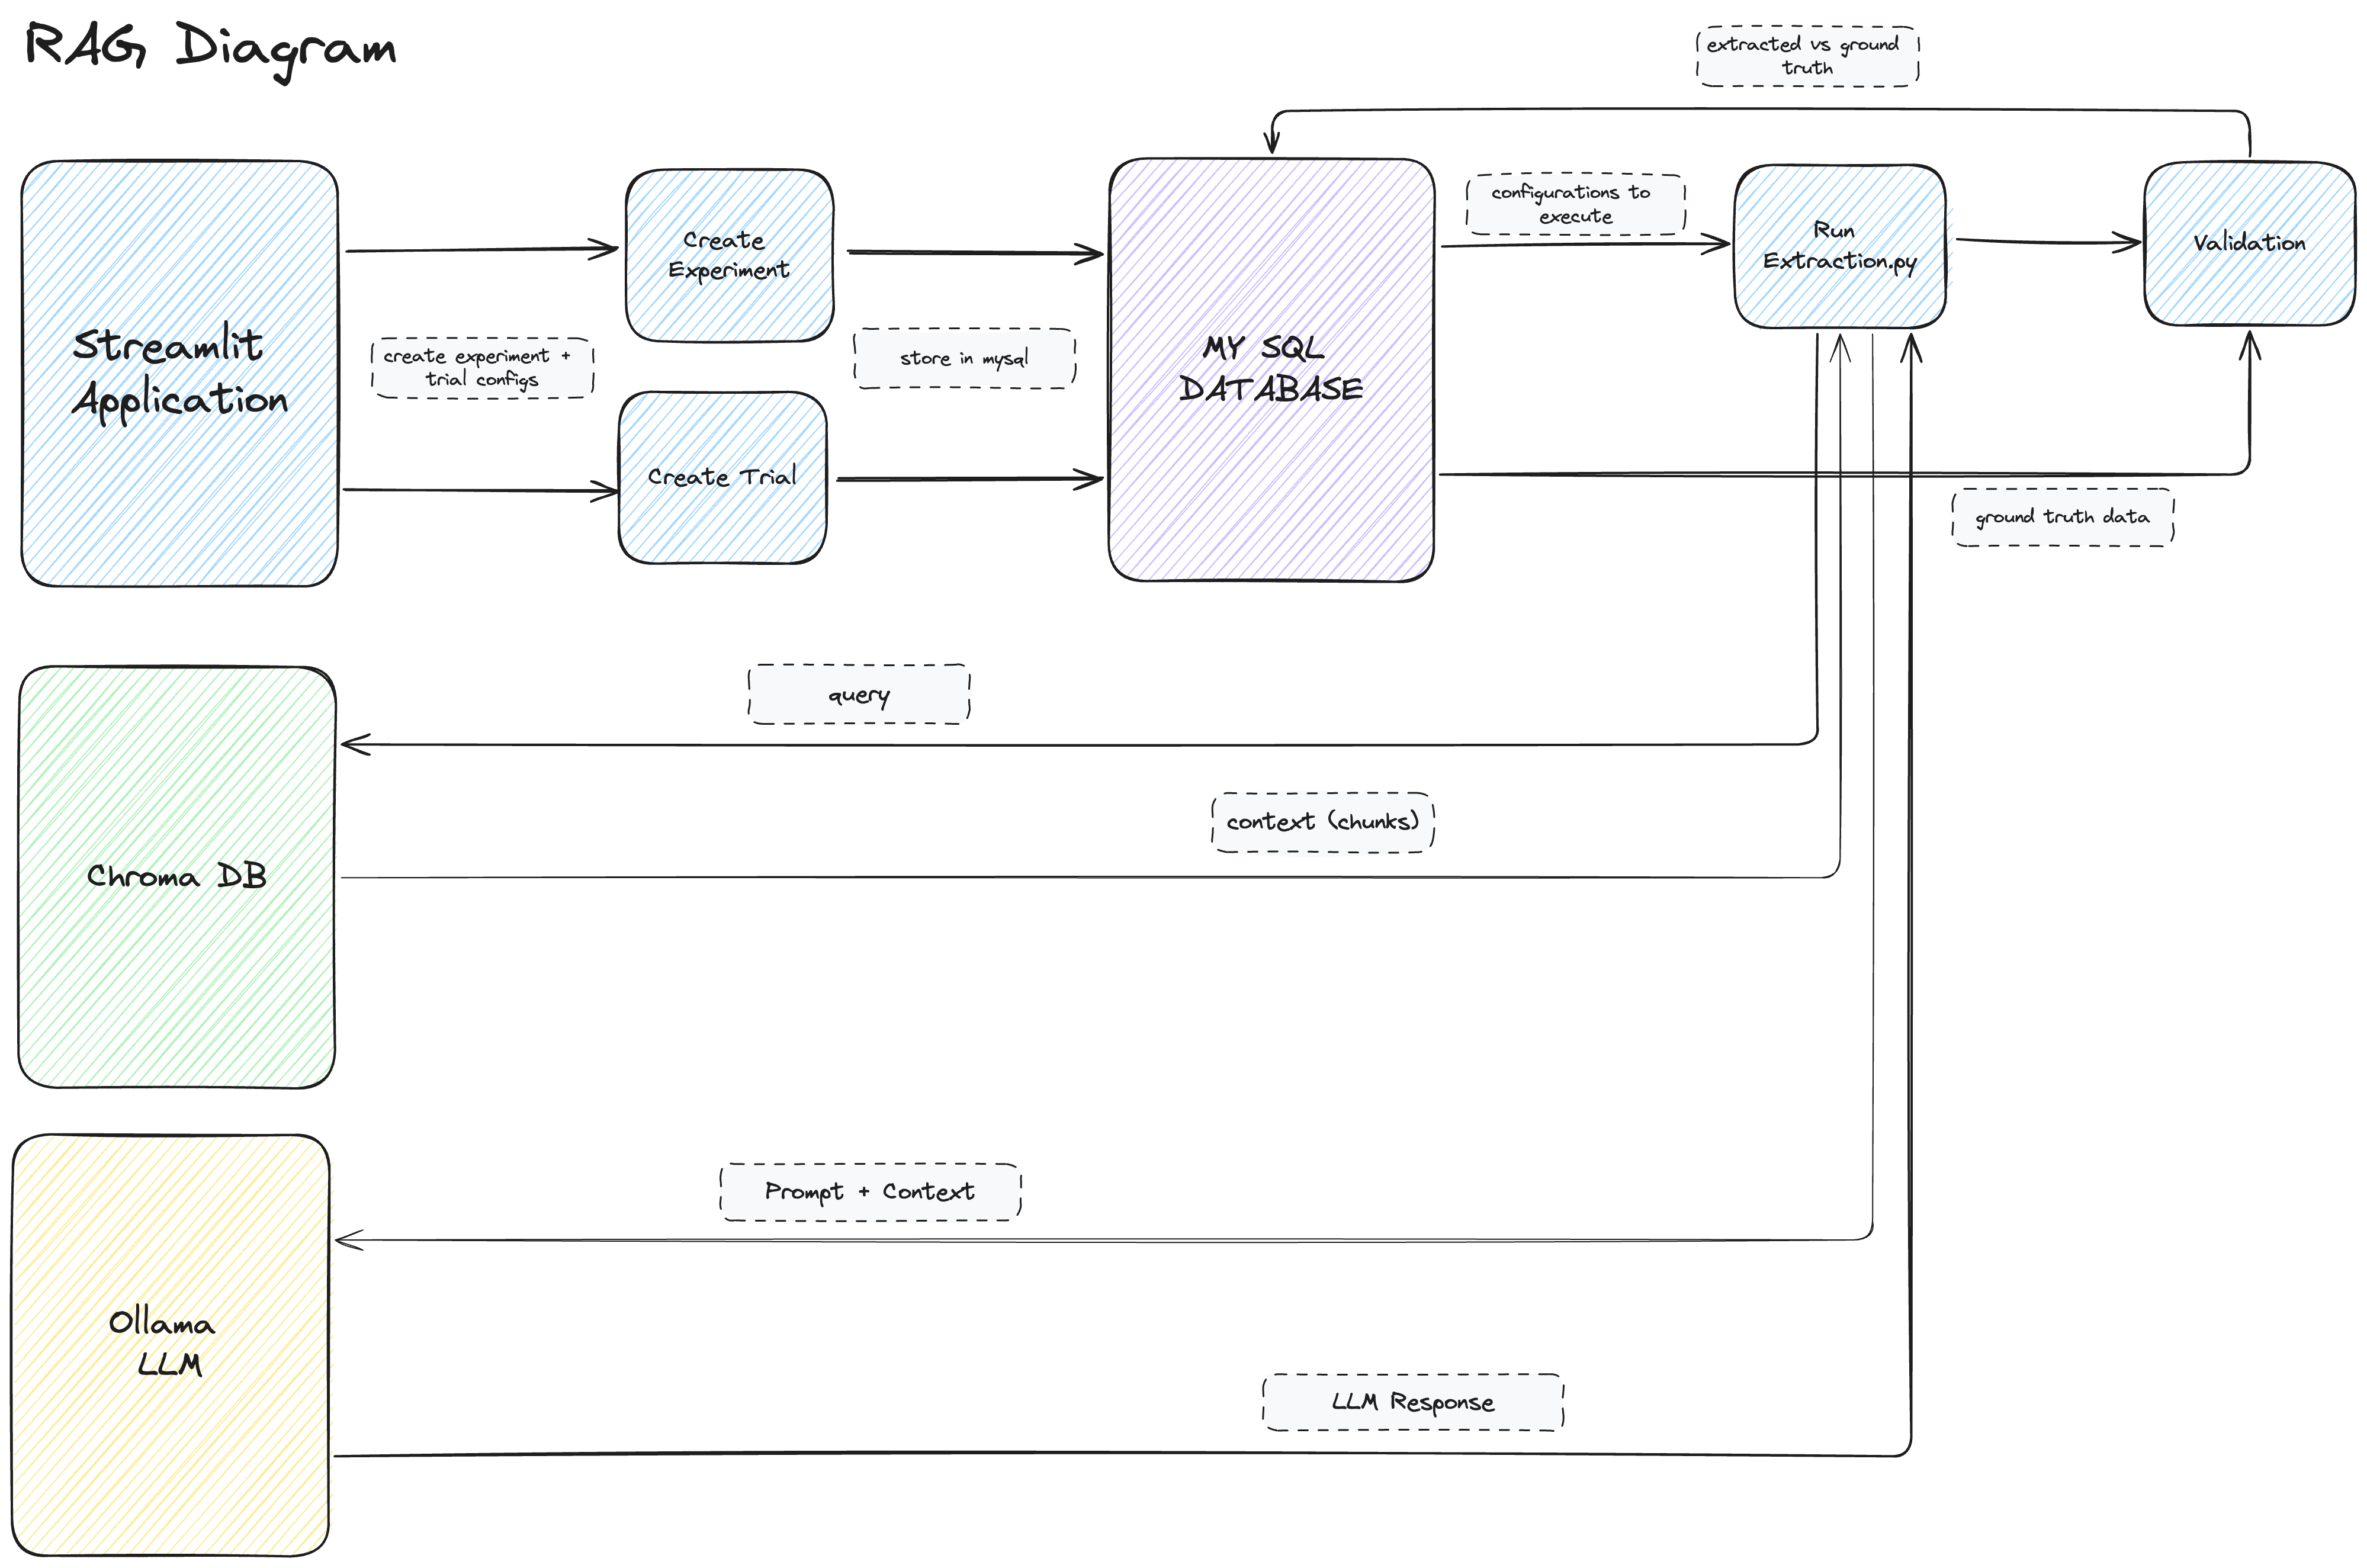 RAG Diagram
extracted vs ground
truth
Streamlit
Application
create experiment +
trial configs
Create
Experiment
Create Trial
store in mysql
MY SQL
DATABASE
configurations to
execute
Run
Extraction.py
Validation
ground truth data
query
context (chunks)
Chroma DB
Prompt + Context
Ollama
LLM
LLM Response